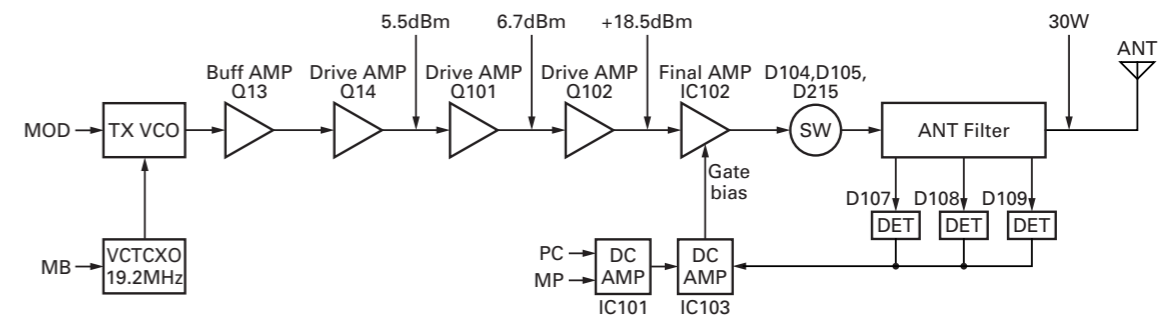 5.5dBm 6.7dBm +18.5dBm 30W
ANT
Buff AMP Drive AMP Drive AMP Drive AMP Final AMP D104,D105,
Q13 Q14 Q101 Q102 IC102 D215
MOD TX VCO SW ANT Filter
Gate
bias
D107 D108 D109
DET DET DET
MB VCTCXO
19.2MHz
PC DC DC
MP AMP AMP
IC101 IC103